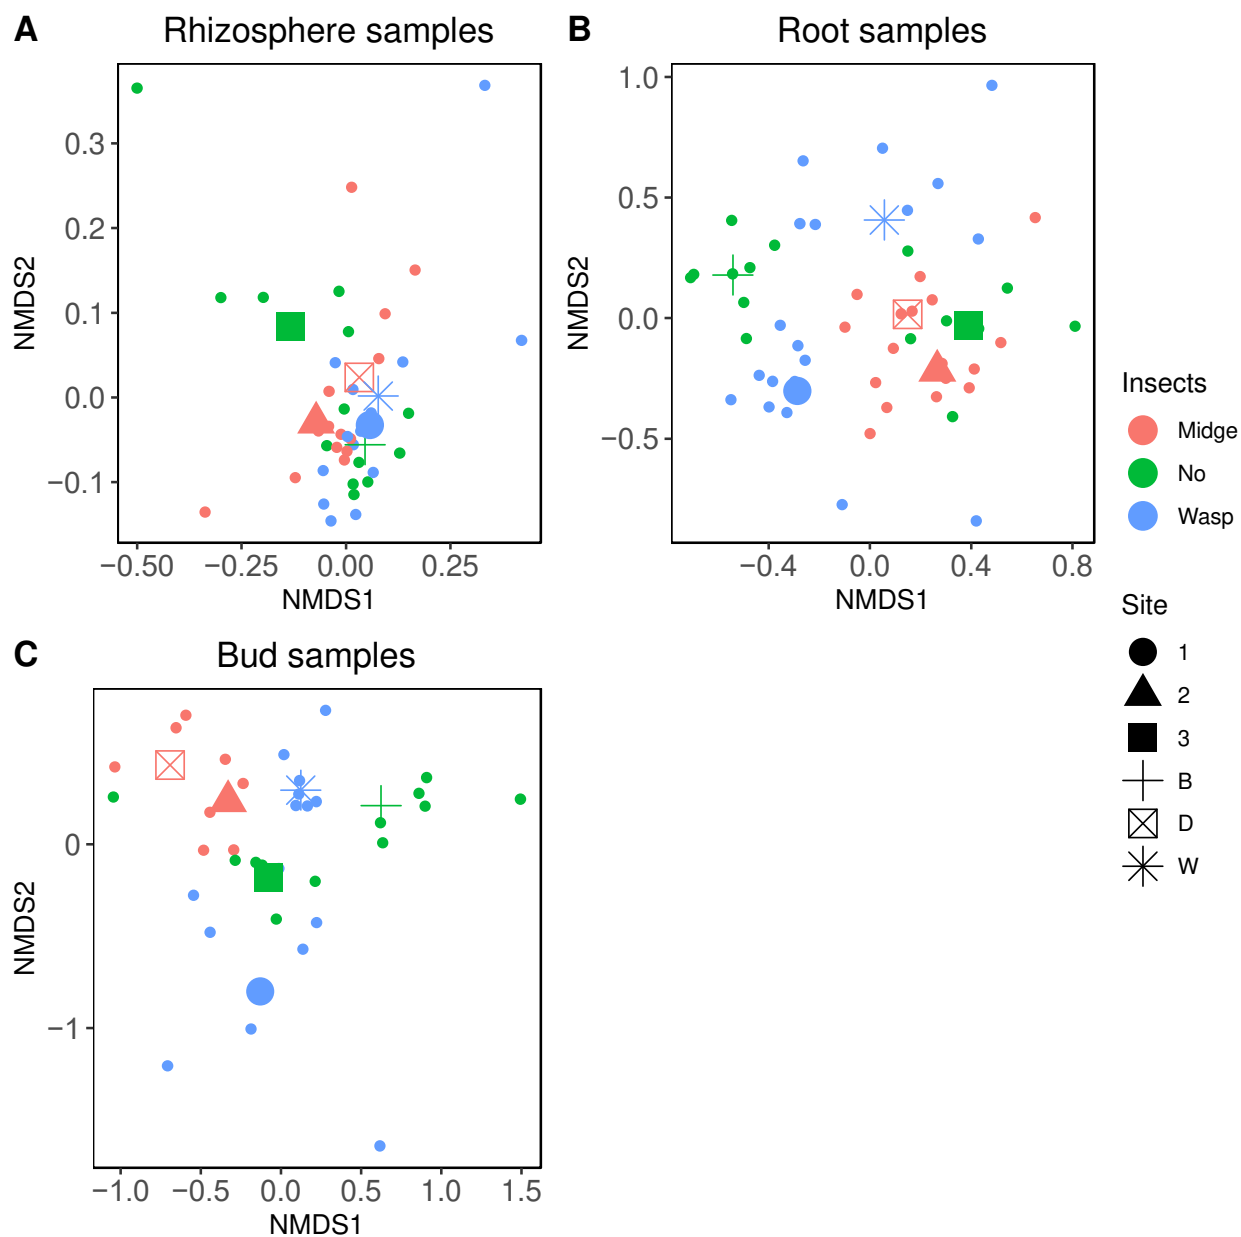 A
Rhizosphere samples
0.3
0.2
0.1
0.0
−0.1
NMDS2
−0.50
−0.25
0.00
0.25
NMDS1
B
Root samples
1.0
0.5
0.0
−0.5
NMDS2
−0.4
0.0
0.4
0.8
NMDS1
C
Bud samples
0
−1
NMDS2
−1.0
−0.5
0.0
0.5
1.0
1.5
NMDS1
Insects
Midge
No
Wasp
Site
1
2
3
B
D
W